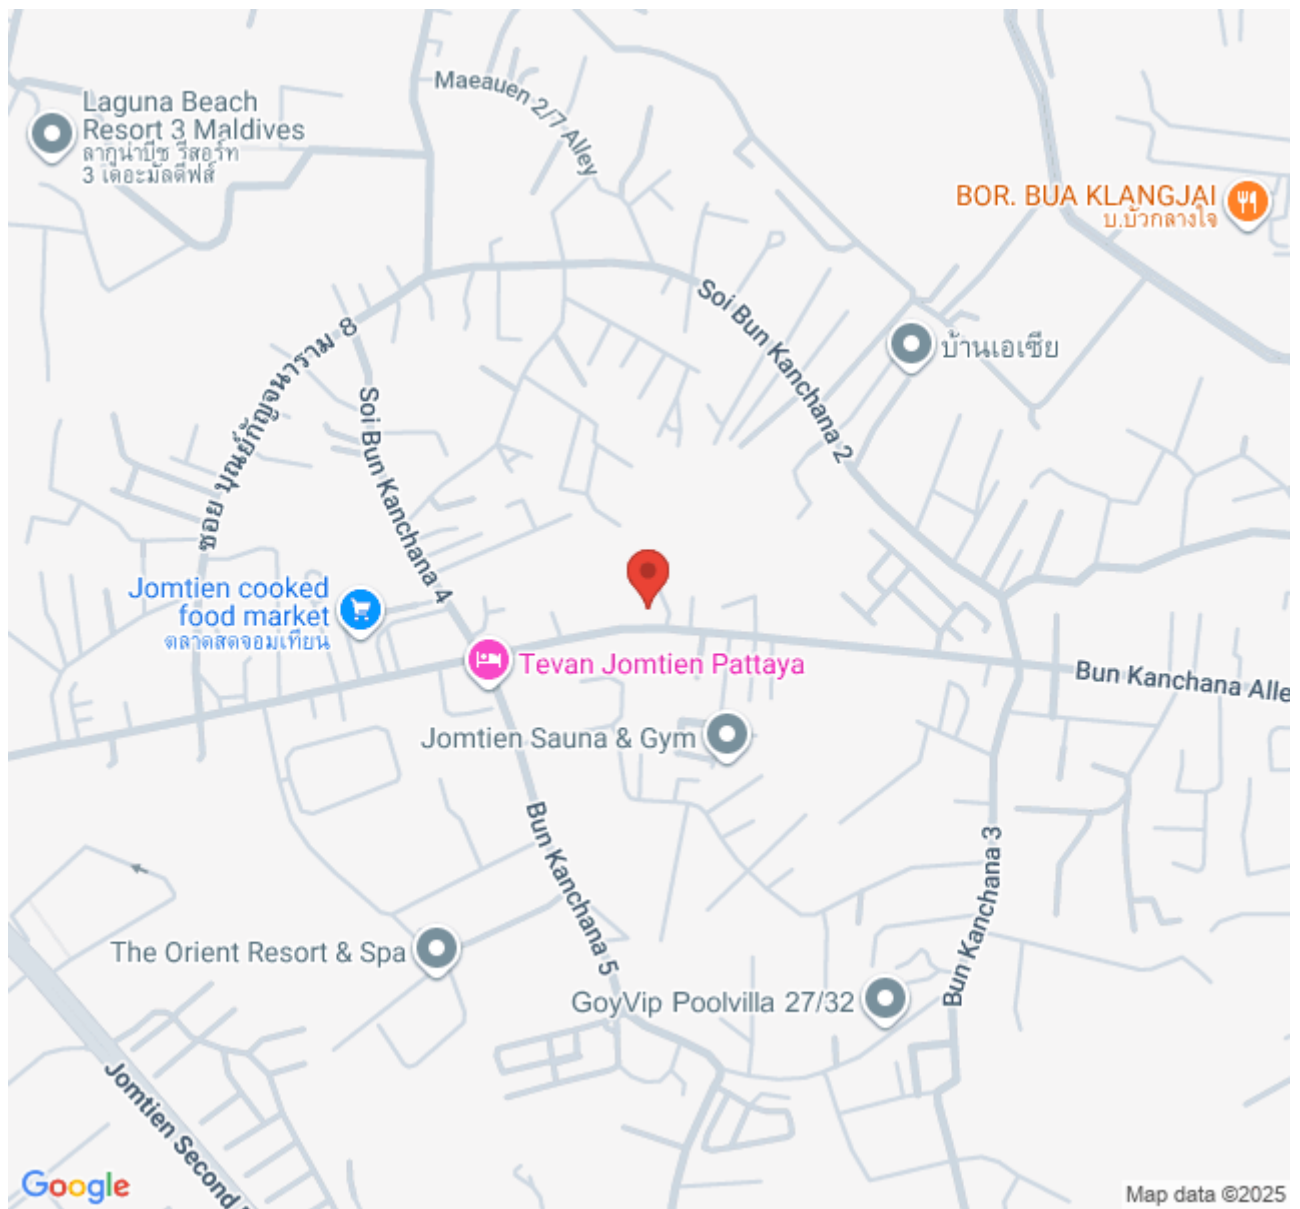 Maeauen 2/7 Alley
Laguna Beach
Resort 3 Maldives
ลากูน่าบีช รีสอร์ท
3 เดอะมัลดีฟส์
BOR. BUA KLANGJAI
บ.บัวกลางใจ
Soi Bun Kanchana 2
บ้านเอเซีย
ซอย บุณย์กัญจนาราม 8
Soi Bun Kanchana 4
Jomtien cooked
food market
ตลาดสดจอมเทียน
Tevan Jomtien Pattaya
Bun Kanchana Alle
Jomtien Sauna & Gym
Bun Kanchana 5
Bun Kanchana 3
The Orient Resort & Spa
GoyVip Poolvilla 27/32
Jomtien Second
Google
Map data ©2025